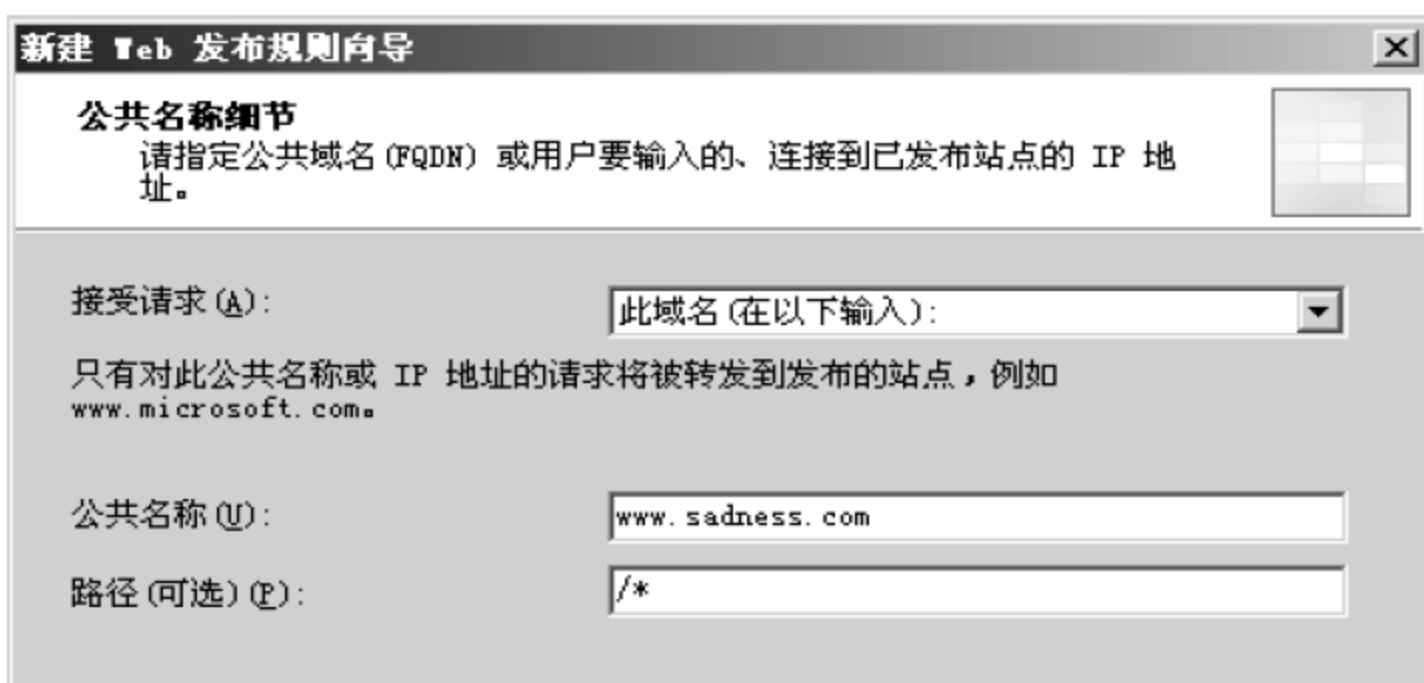 新建 Web 发布规则向导
公共名称细节
请指定公共域名(FQDN) 或用户要输入的、连接到已发布站点的 IP 地
址。
接受请求(A):
此域名(在以下输入):
只有对此公共名称或 IP 地址的请求将被转发到发布的站点，例如
www.microsoft.com。
公共名称(U):
www.sadness.com
路径(可选)(P):
/*